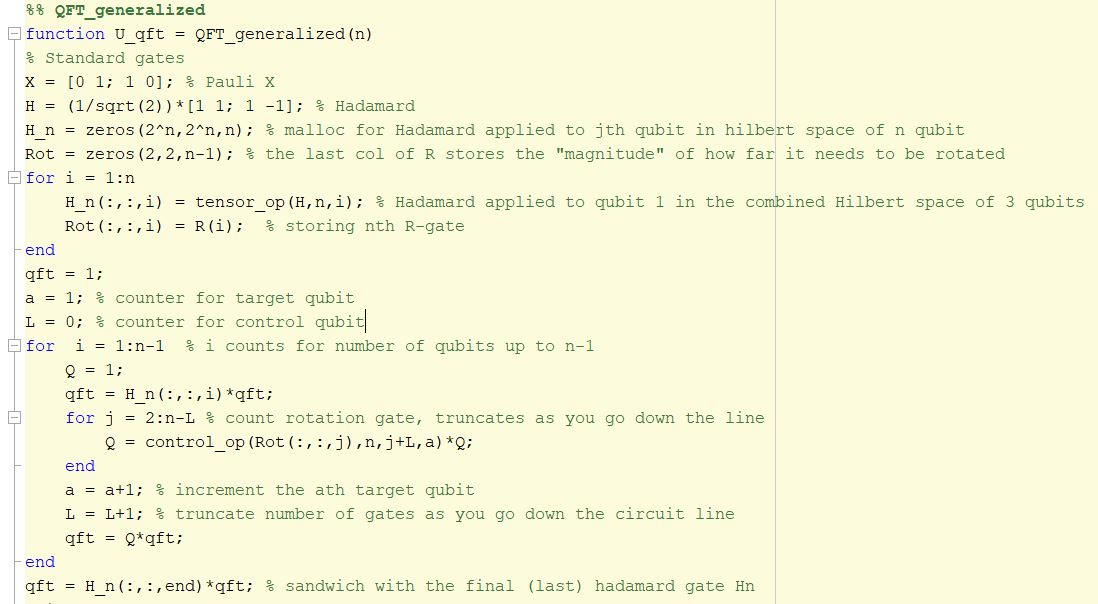 %% QFT_generalized
function U_qft = QFT_generalized(n)
% Standard gates
X = [0 1; 1 0]; % Pauli X
H = (1/sqrt(2))*[1 1; 1 -1]; % Hadamard
H_n = zeros(2^n,2^n,n); % malloc for Hadamard applied to jth qubit in hilbert space of n qubit
Rot = zeros(2,2,n-1); % the last col of R stores the "magnitude" of how far it needs to be rotated
for i = 1:n
    H_n(:,:,i) = tensor_op(H,n,i); % Hadamard applied to qubit 1 in the combined Hilbert space of 3 qubits
    Rot(:,:,i) = R(i);  % storing nth R-gate
end
qft = 1;
a = 1; % counter for target qubit
L = 0; % counter for control qubit
for  i = 1:n-1  % i counts for number of qubits up to n-1
    Q = 1;
    qft = H_n(:,:,i)*qft;
    for j = 2:n-L % count rotation gate, truncates as you go down the line
        Q = control_op(Rot(:,:,j),n,j+L,a)*Q;
    end
    a = a+1; % increment the ath target qubit
    L = L+1; % truncate number of gates as you go down the circuit line
    qft = Q*qft;
end
qft = H_n(:,:,end)*qft; % sandwich with the final (last) hadamard gate Hn